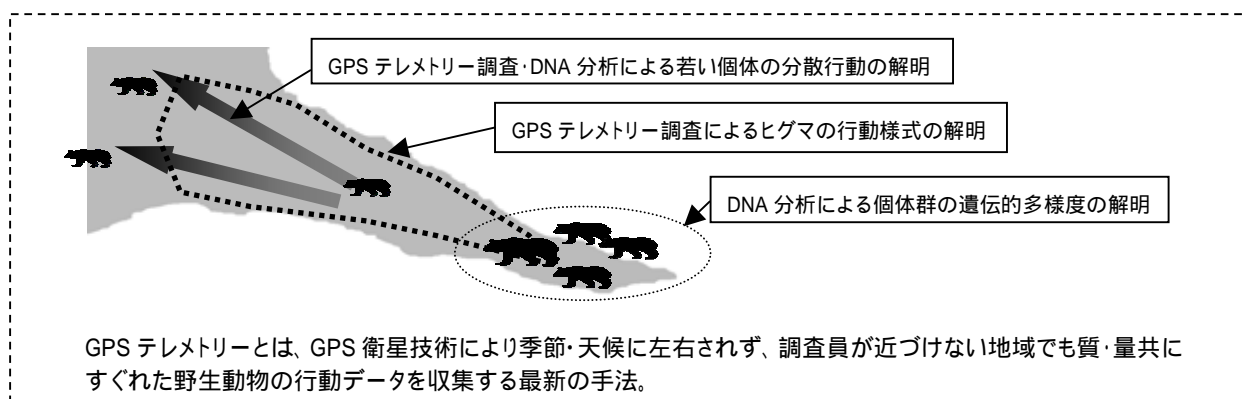 GPS テレメトリー調査・DNA 分析による若い個体の分散行動の解明
GPS テレメトリー調査によるヒグマの行動様式の解明
DNA 分析による個体群の遺伝的多様度の解明
GPS テレメトリーとは、GPS 衛星技術により季節・天候に左右されず、調査員が近づけない地域でも質・量共に
すぐれた野生動物の行動データを収集する最新の手法。